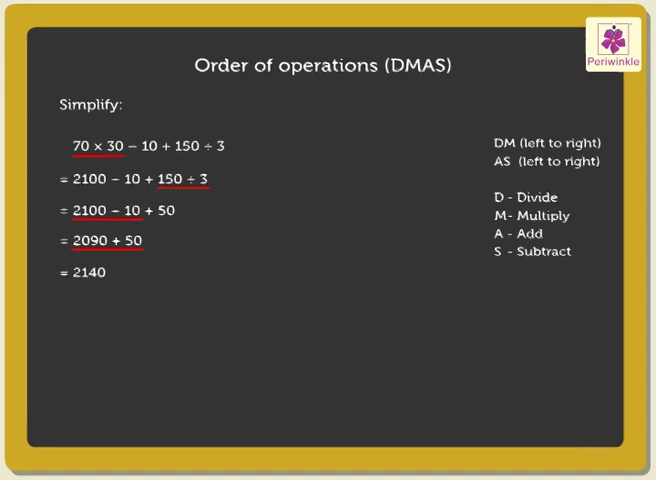 Periwinkle
Order of operations (DMAS)
Simplify:
70 × 30 − 10 + 150 ÷ 3
= 2100 − 10 + 150 ÷ 3
= 2100 − 10 + 50
= 2090 + 50
= 2140
DM (left to right)
AS (left to right)
D - Divide
M- Multiply
A - Add
S - Subtract